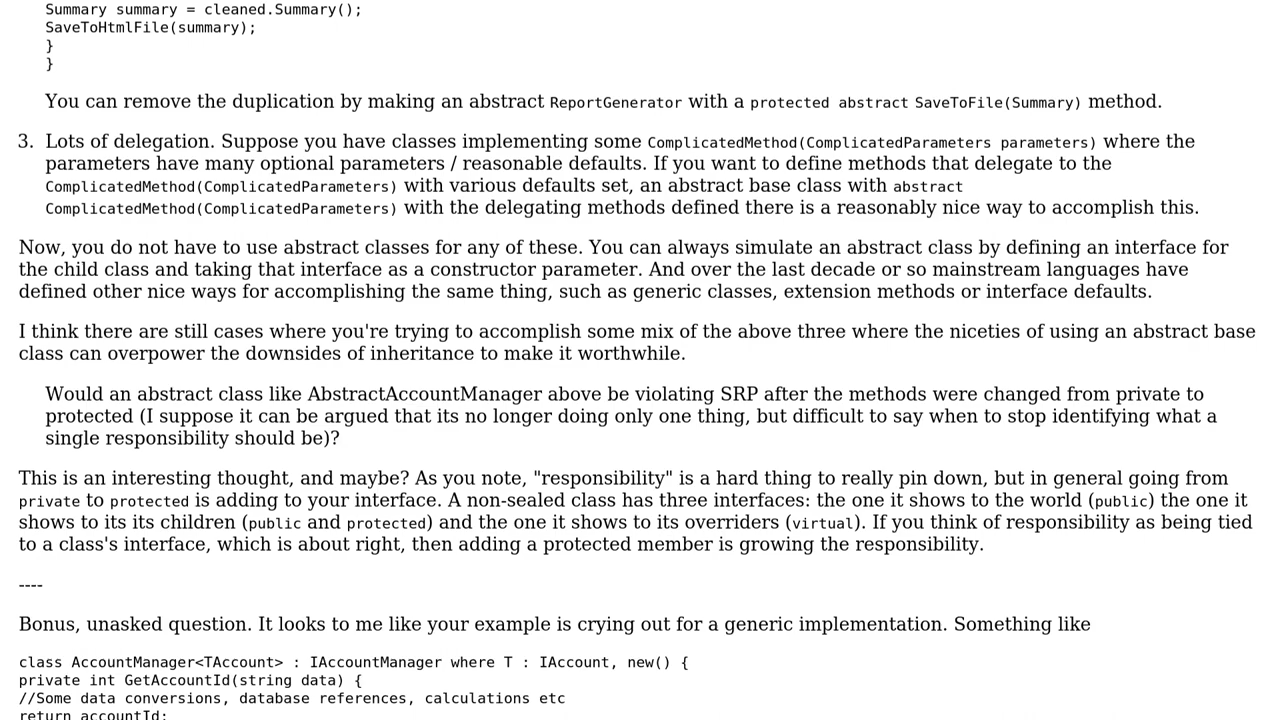 Summary summary = cleaned.Summary();
SaveToHtmlFile(summary);
}
}
You can remove the duplication by making an abstract ReportGenerator with a protected abstract SaveToFile(Summary) method.
3. Lots of delegation. Suppose you have classes implementing some ComplicatedMethod(ComplicatedParameters parameters) where the
parameters have many optional parameters / reasonable defaults. If you want to define methods that delegate to the
ComplicatedMethod(ComplicatedParameters) with various defaults set, an abstract base class with abstract
ComplicatedMethod(ComplicatedParameters) with the delegating methods defined there is a reasonably nice way to accomplish this.
Now, you do not have to use abstract classes for any of these. You can always simulate an abstract class by defining an interface for
the child class and taking that interface as a constructor parameter. And over the last decade or so mainstream languages have
defined other nice ways for accomplishing the same thing, such as generic classes, extension methods or interface defaults.
I think there are still cases where you're trying to accomplish some mix of the above three where the niceties of using an abstract base
class can overpower the downsides of inheritance to make it worthwhile.
Would an abstract class like AbstractAccountManager above be violating SRP after the methods were changed from private to
protected (I suppose it can be argued that its no longer doing only one thing, but difficult to say when to stop identifying what a
single responsibility should be)?
This is an interesting thought, and maybe? As you note, "responsibility" is a hard thing to really pin down, but in general going from
private to protected is adding to your interface. A non-sealed class has three interfaces: the one it shows to the world (public) the one it
shows to its its children (public and protected) and the one it shows to its overriders (virtual). If you think of responsibility as being tied
to a class's interface, which is about right, then adding a protected member is growing the responsibility.
----
Bonus, unasked question. It looks to me like your example is crying out for a generic implementation. Something like
class AccountManager<TAccount> : IAccountManager where T : IAccount, new() {
private int GetAccountId(string data) {
//Some data conversions, database references, calculations etc
return accountId;